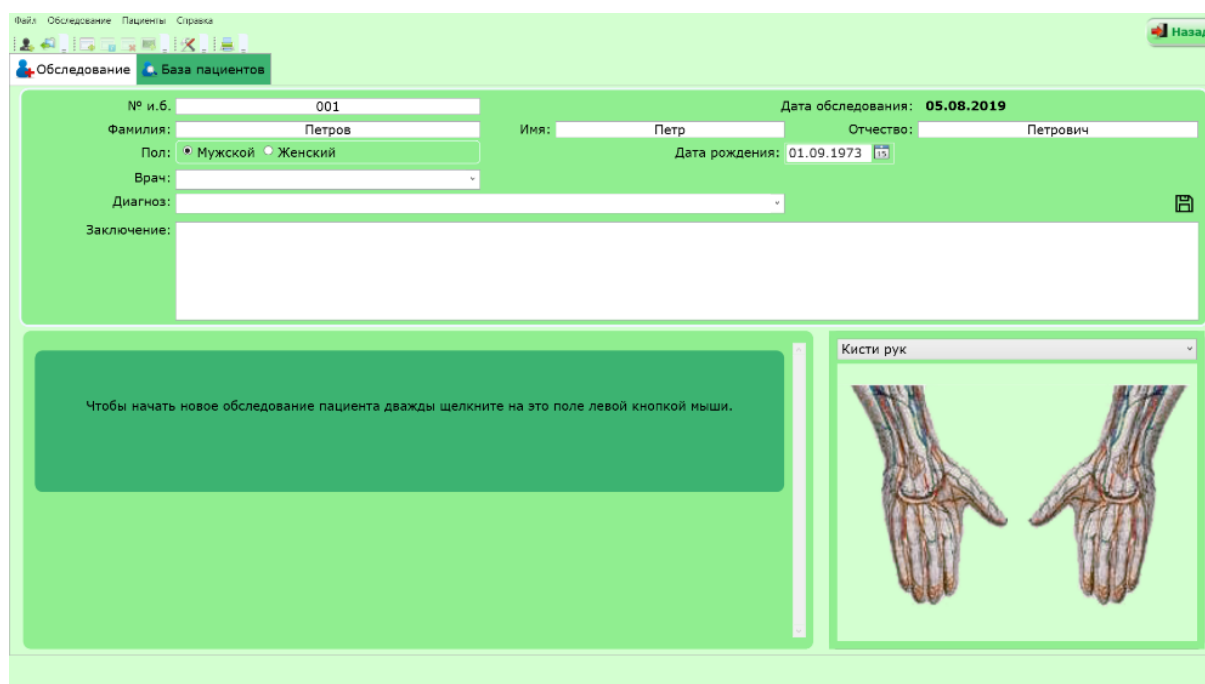 Файл Обследование Пациенты Справка
Назад
Обследование База пациентов
№ и.б. 001 Дата обследования: 05.08.2019
Фамилия: Петров Имя: Петр Отчество: Петрович
Пол: Мужской Женский Дата рождения: 01.09.1973 15
Врач:
Диагноз:
Заключение:
Кисти рук
Чтобы начать новое обследование пациента дважды щелкните на это поле левой кнопкой мыши.